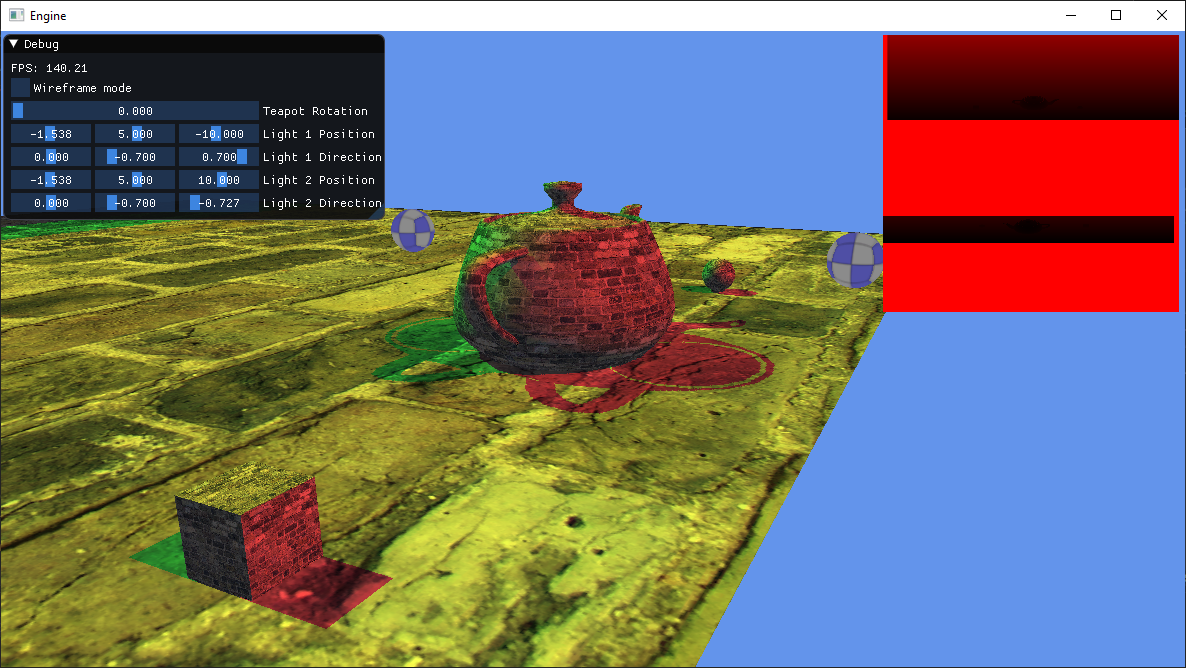 Engine
Debug
FPS: 140.21
Wireframe mode
0.000 Teapot Rotation
-1.538 5.000 -10.000 Light 1 Position
0.000 -0.700 0.700 Light 1 Direction
-1.538 5.000 10.000 Light 2 Position
0.000 -0.700 -0.727 Light 2 Direction